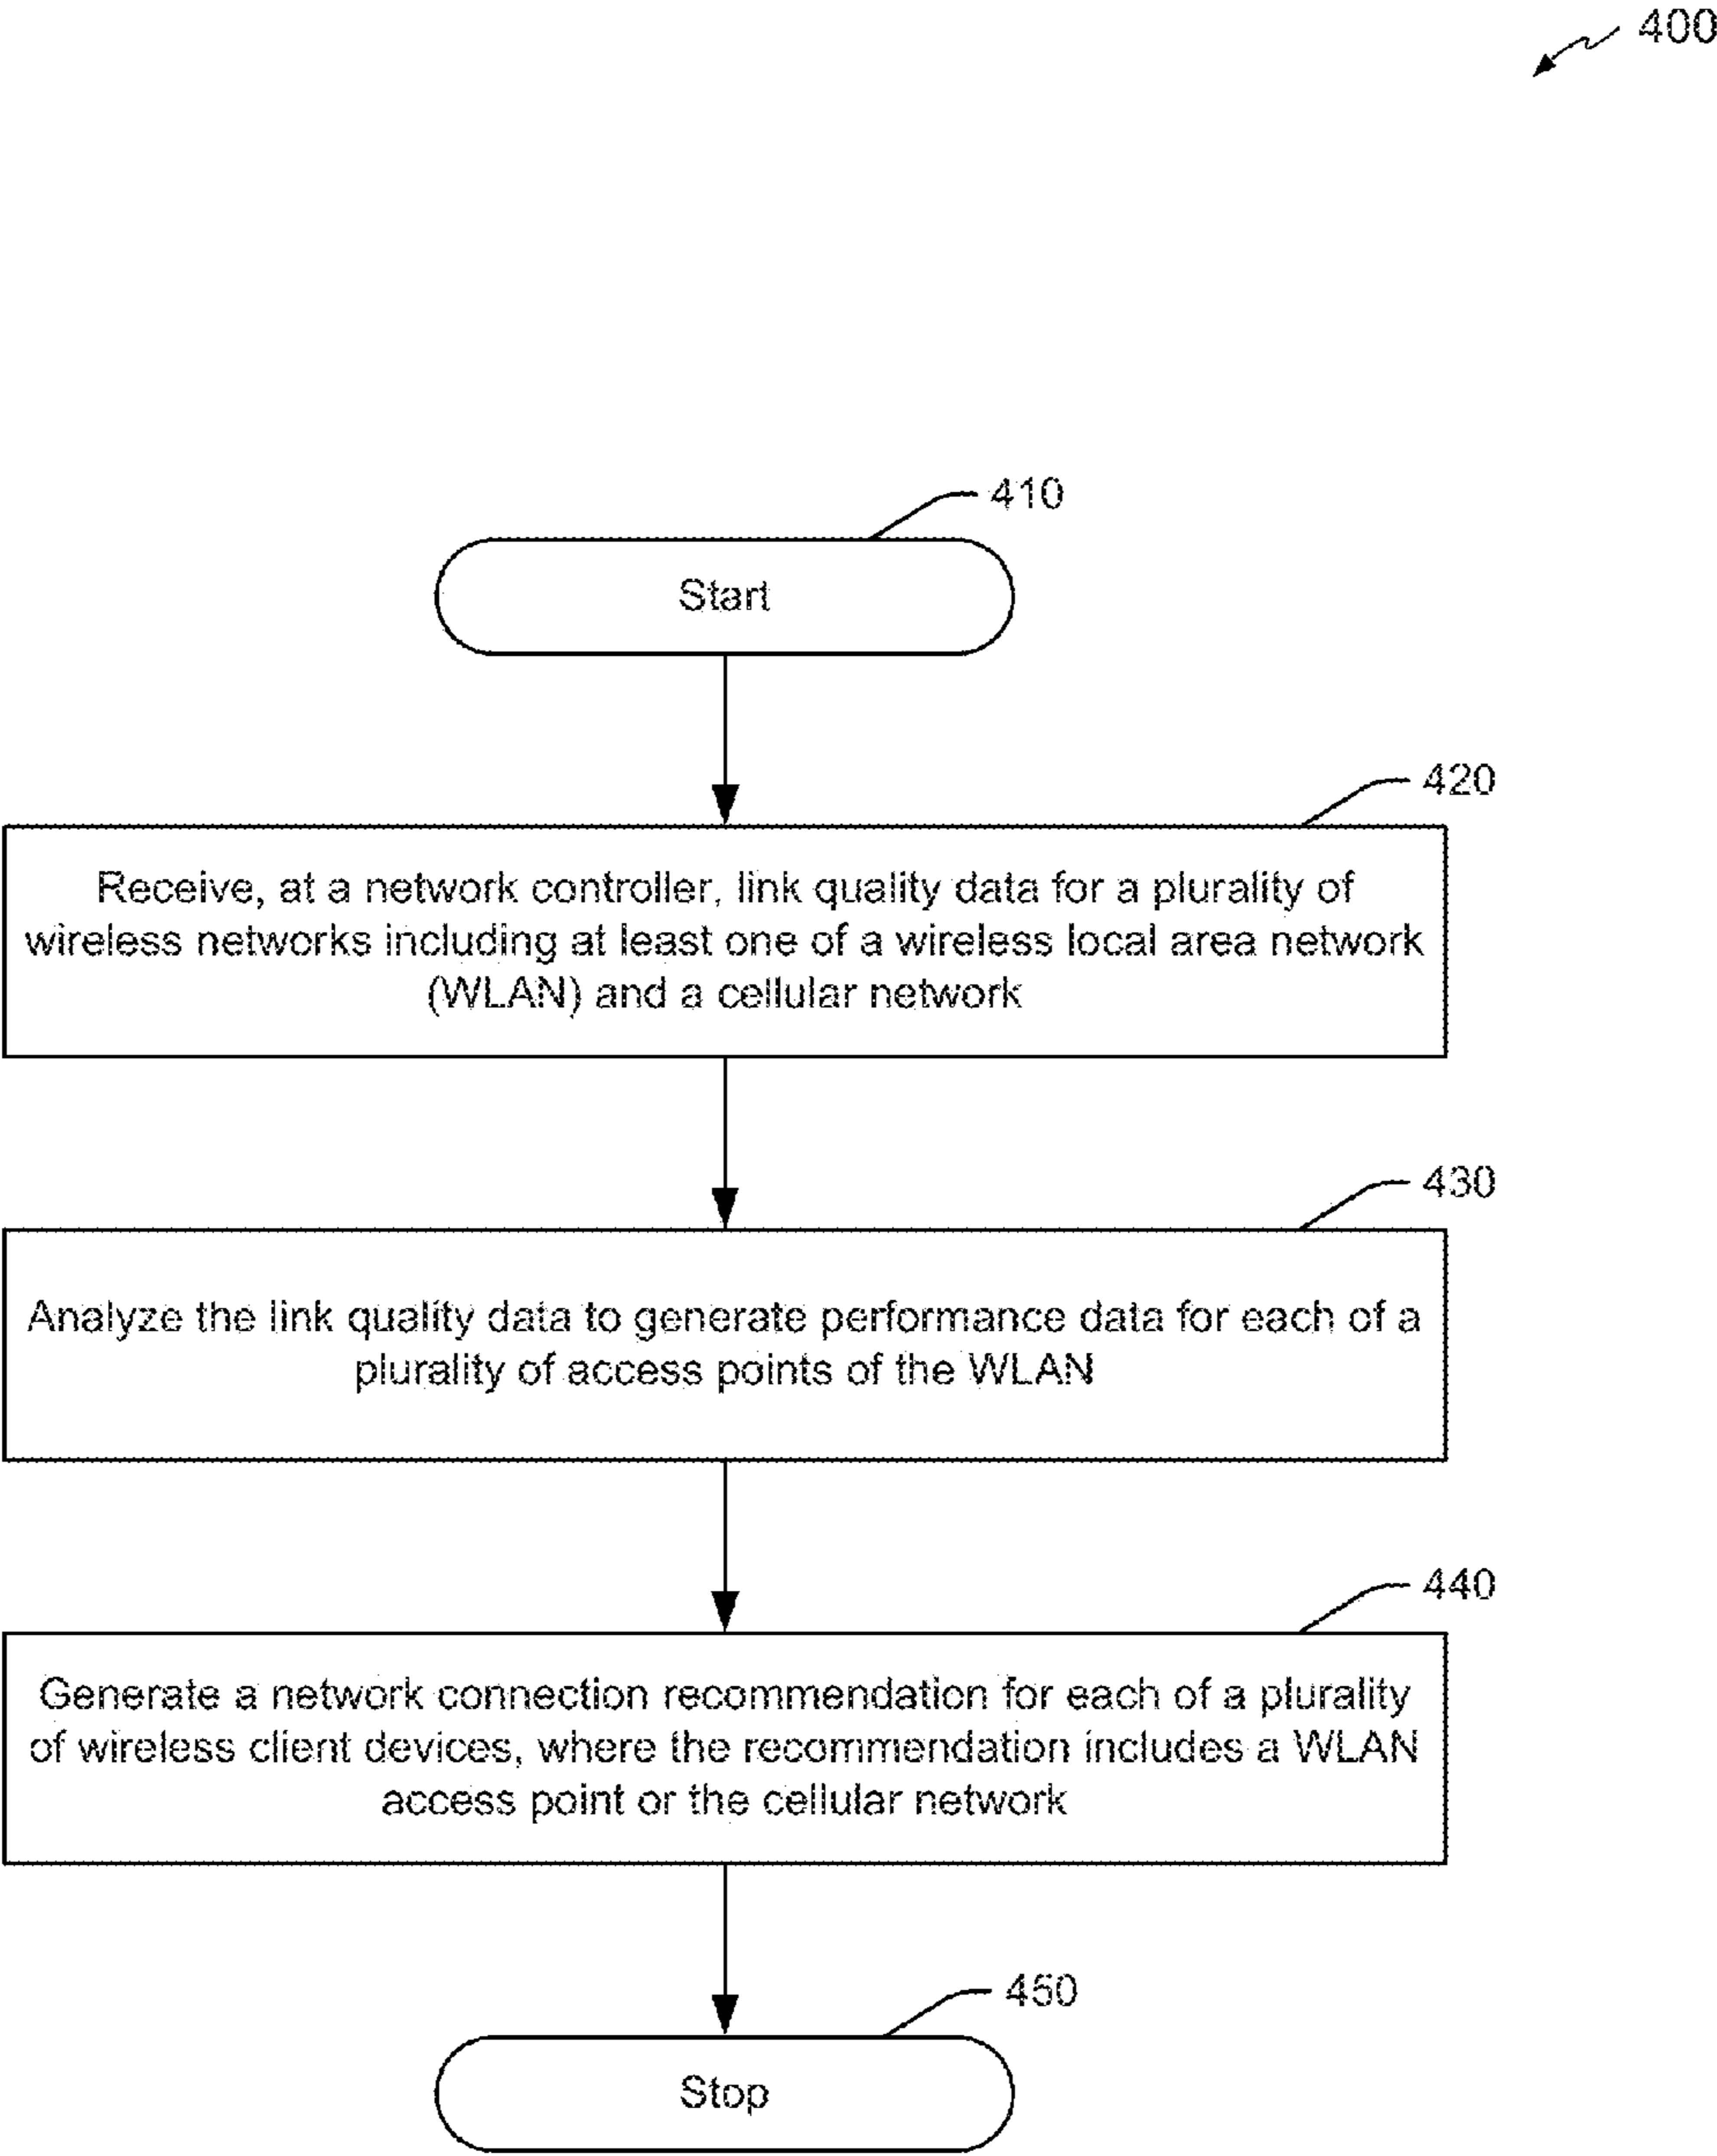 400
410
Start
420
Receive, at a network controller, link quality data for a plurality of
wireless networks including at least one of a wireless local area network
(WLAN) and a cellular network
430
Analyze the link quality data to generate performance data for each of a
plurality of access points of the WLAN
440
Generate a network connection recommendation for each of a plurality
of wireless client devices, where the recommendation includes a WLAN
access point or the cellular network
450
Stop